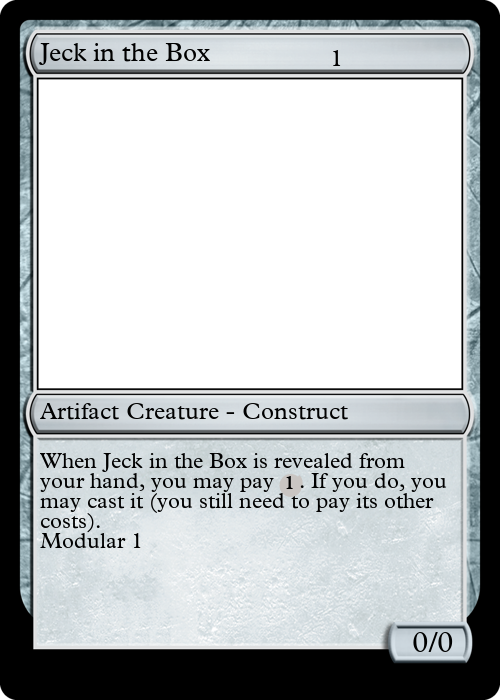 Jeck in the Box 1
Artifact Creature - Construct
When Jeck in the Box is revealed from
your hand, you may pay 1. If you do, you
may cast it (you still need to pay its other
costs).
Modular 1
0/0